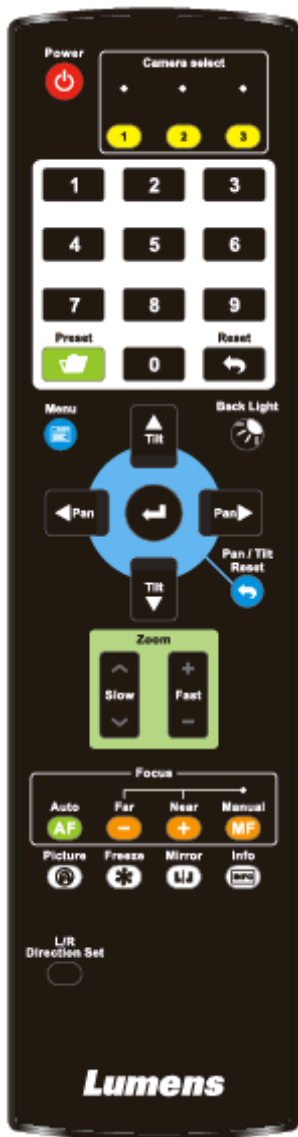 Power
Camera select
1 2 3
1 2 3
4 5 6
7 8 9
Preset Reset
0
Menu Back Light
Tilt
Pan Pan
Pan / Tilt
Reset
Tilt
Zoom
Slow + Fast −
Focus
Auto Far Near Manual
AF − + MF
Picture Freeze Mirror Info
INFO
L/R
Direction Set
Lumens